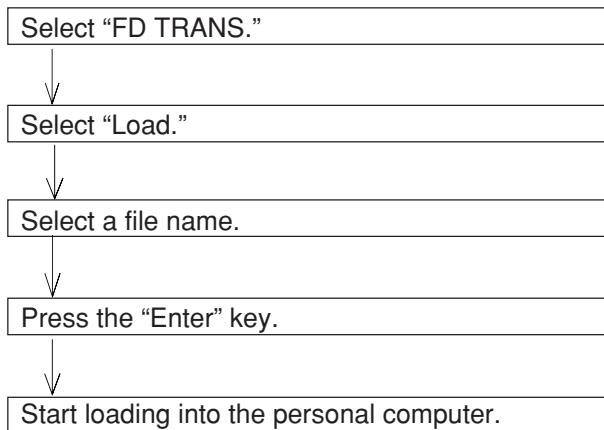 Select “FD TRANS.”
Select “Load.”
Select a file name.
Press the “Enter” key.
Start loading into the personal computer.